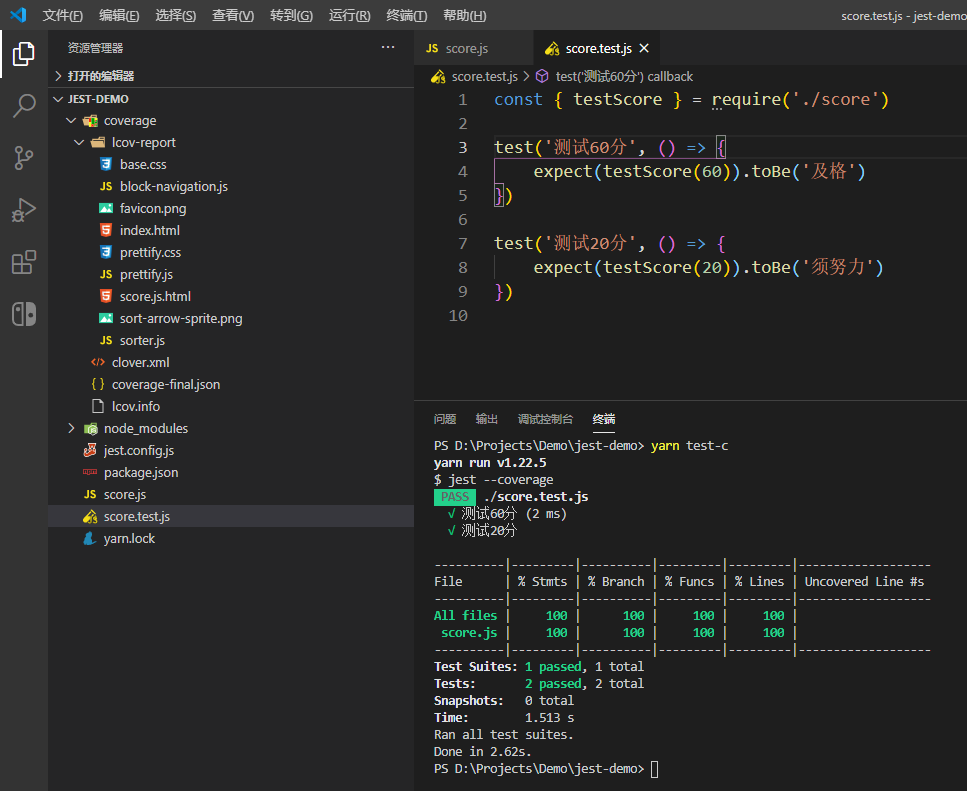 文件(F) 编辑(E) 选择(S) 查看(V) 转到(G) 运行(R) 终端(T) 帮助(H) score.test.js - jest-demo
资源管理器 ···
打开的编辑器
JEST-DEMO
coverage
lcov-report
base.css
JS block-navigation.js
favicon.png
index.html
prettify.css
JS prettify.js
score.js.html
sort-arrow-sprite.png
JS sorter.js
clover.xml
{ } coverage-final.json
lcov.info
node_modules
jest.config.js
package.json
JS score.js
score.test.js
yarn.lock
JS score.js score.test.js ×
score.test.js > test('测试60分') callback
1 const { testScore } = require('./score')
2
3 test('测试60分', () => {
4 expect(testScore(60)).toBe('及格')
5 })
6
7 test('测试20分', () => {
8 expect(testScore(20)).toBe('须努力')
9 })
10
问题 输出 调试控制台 终端
PS D:\Projects\Demo\jest-demo> yarn test-c
yarn run v1.22.5
$ jest --coverage
PASS ./score.test.js
√ 测试60分 (2 ms)
√ 测试20分
----------|---------|----------|---------|---------|-------------------
File      | % Stmts | % Branch | % Funcs | % Lines | Uncovered Line #s
----------|---------|----------|---------|---------|-------------------
All files |     100 |      100 |     100 |     100 |
 score.js |     100 |      100 |     100 |     100 |
----------|---------|----------|---------|---------|-------------------
Test Suites: 1 passed, 1 total
Tests:       2 passed, 2 total
Snapshots:   0 total
Time:        1.513 s
Ran all test suites.
Done in 2.62s.
PS D:\Projects\Demo\jest-demo>